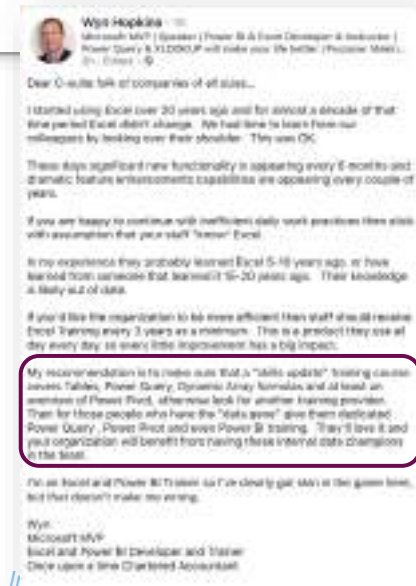 Wyn Hopkins
Microsoft MVP | Speaker | Power BI & Excel Developer & Instructor |
Power Query & XLOOKUP will make your life better | Precision
Edited
Dear C-suite folk of companies of all sizes...
I started using Excel over 20 years ago and for almost a decade of that
time period Excel didn't change. We had time to learn from our
colleagues by looking over their shoulder. This was OK.
These days significant new functionality is appearing every 6 months and
dramatic feature enhancements capabilities are appearing every couple of
years.
If you are happy to continue with inefficient daily work practices then stick
with assumption that your staff "know" Excel.
In my experience they probably learned Excel 5-10 years ago, or have
learned from someone that learned it 15-20 years ago. Their knowledge
is likely out of date.
If you'd like the organization to be more efficient then staff should receive
Excel Training every 3 years as a minimum. This is a product they use all
day every day, so every little improvement has a big impact.
My recommendation is to make sure that a "skills update" training course
covers Tables, Power Query, Dynamic Array formulas and at least an
overview of Power Pivot, otherwise look for another training provider.
Then for those people who have the "data gene" give them dedicated
Power Query, Power Pivot and even Power BI training. They'll love it and
your organization will benefit from having these internal data champions
in the team.
I'm an Excel and Power BI Trainer so I've clearly got skin in the game here,
but that doesn't make me wrong.
Wyn
Microsoft MVP
Excel and Power BI Developer and Trainer
Once upon a time Chartered Accountant